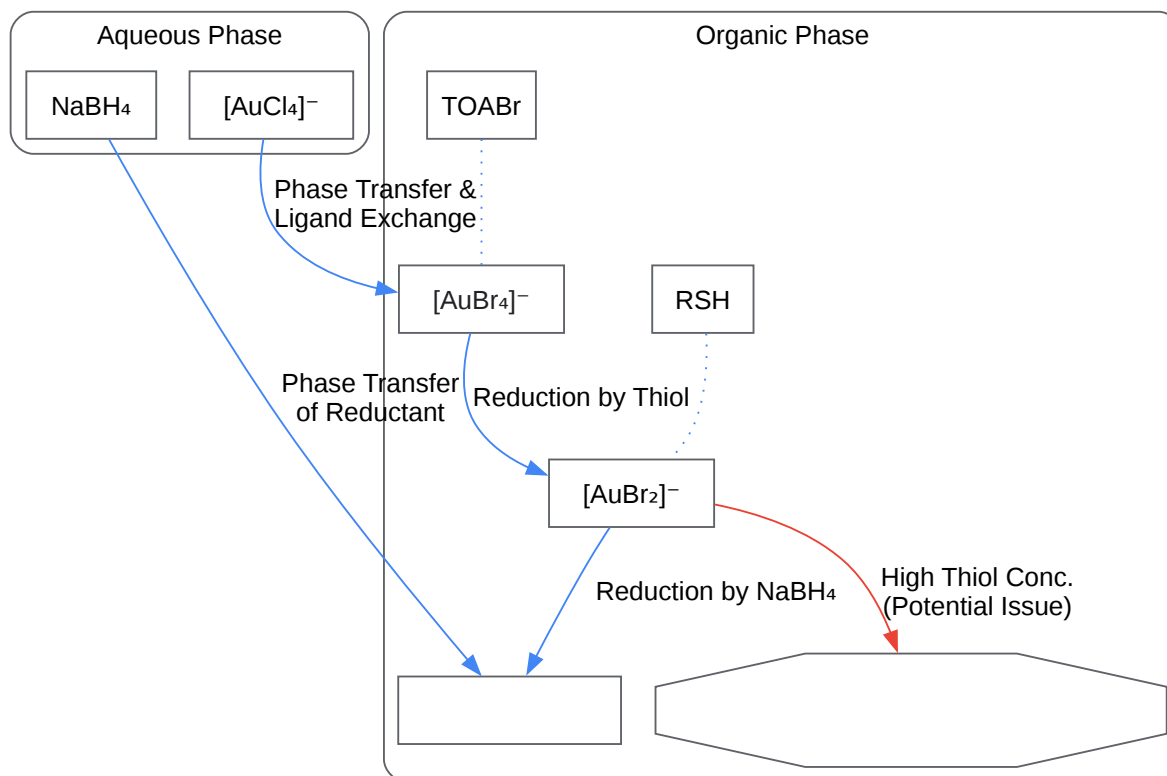 Aqueous Phase
Organic Phase
NaBH₄
[AuCl₄]⁻
TOABr
Phase Transfer &
Ligand Exchange
[AuBr₄]⁻
RSH
Phase Transfer
of Reductant
Reduction by Thiol
[AuBr₂]⁻
Reduction by NaBH₄
High Thiol Conc.
(Potential Issue)